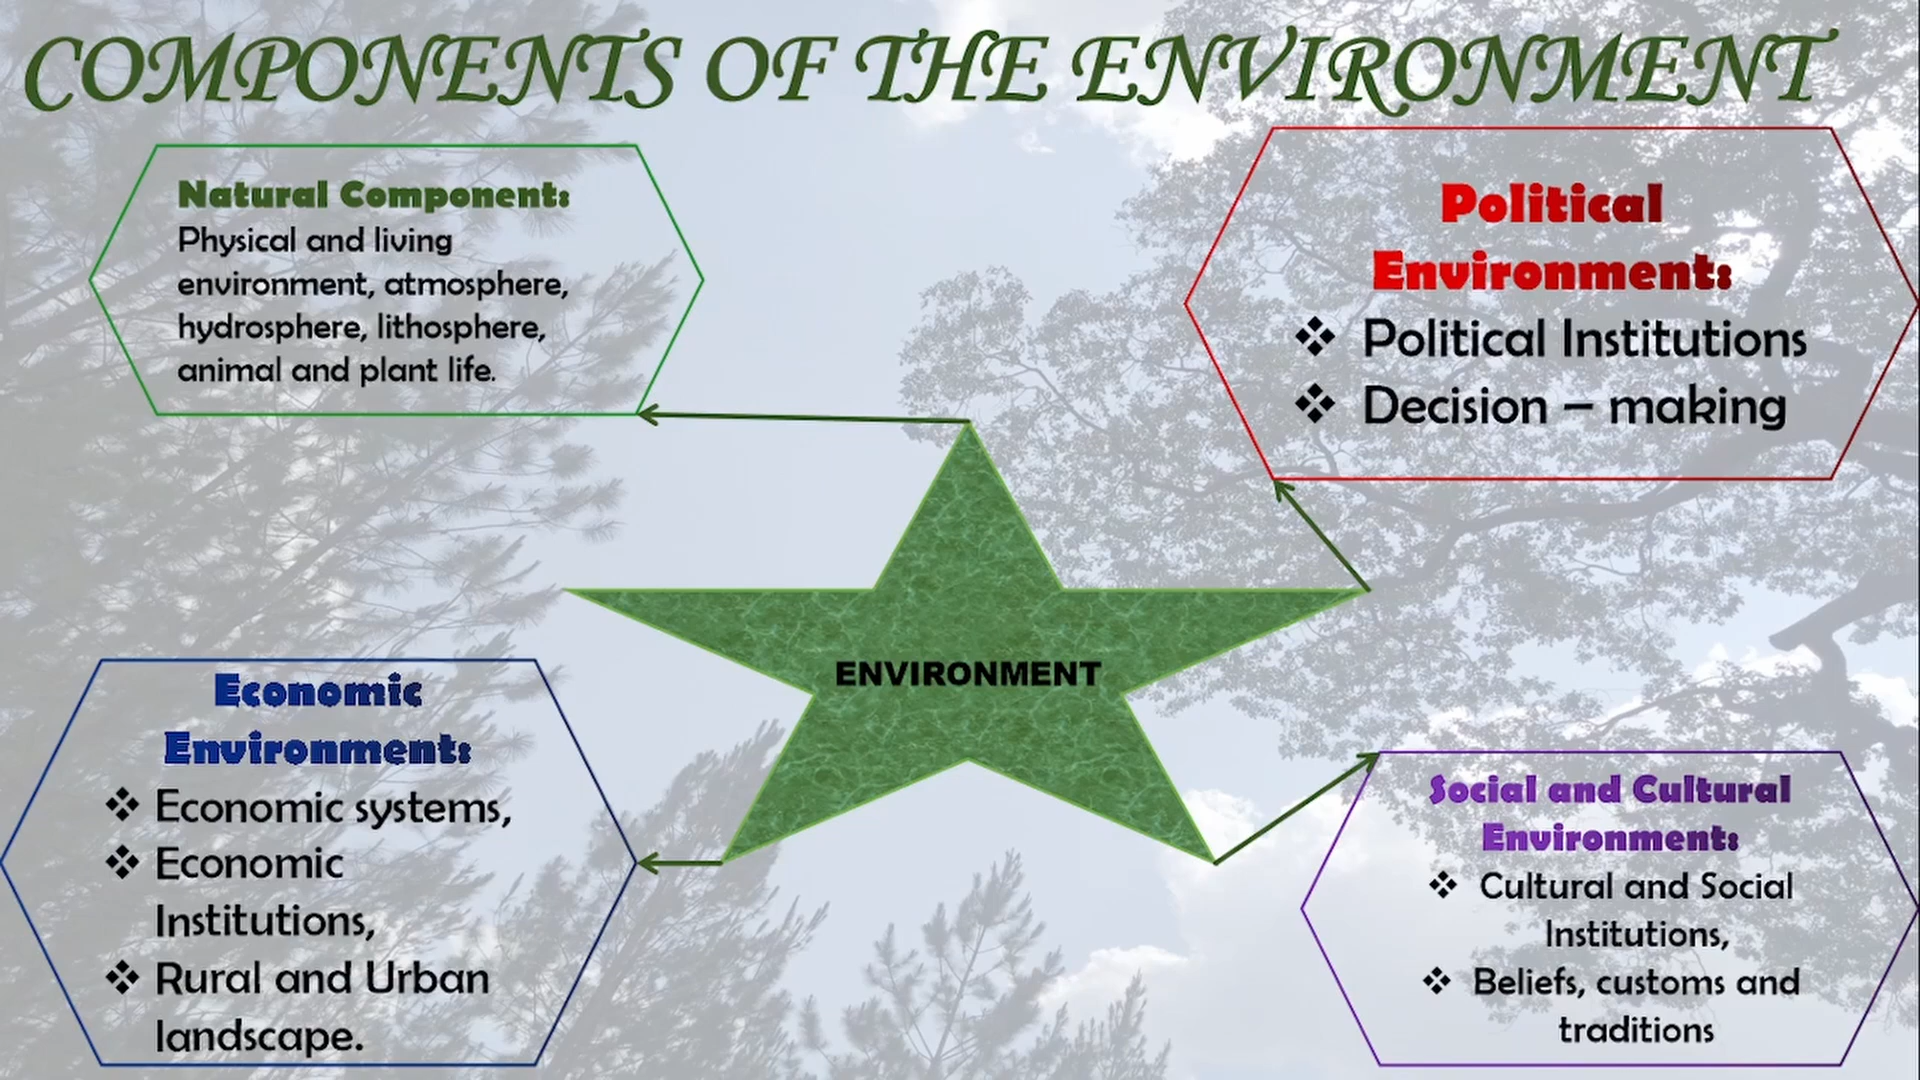 COMPONENTS OF THE ENVIRONMENT
Natural Component:
Physical and living
environment, atmosphere,
hydrosphere, lithosphere,
animal and plant life.
Political
Environment:
❖ Political Institutions
❖ Decision – making
ENVIRONMENT
Economic
Environment:
❖ Economic systems,
❖ Economic
Institutions,
❖ Rural and Urban
landscape.
Social and Cultural
Environment:
❖ Cultural and Social
Institutions,
❖ Beliefs, customs and
traditions